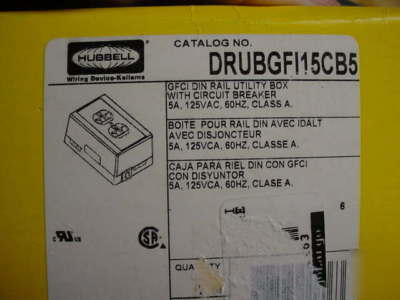 HUBBELL
Wiring Device-Kellems
CATALOG NO.
DRUBGFI15CB5
GFCI DIN RAIL UTILITY BOX
WITH CIRCUIT BREAKER
5A, 125VAC, 60HZ, CLASS A.
BOITE POUR RAIL DIN AVEC IDALT
AVEC DISJONCTEUR
5A, 125VCA, 60HZ, CLASSE A.
CAJA PARA RIEL DIN CON GFCI
CON DISYUNTOR
5A, 125VCA, 60HZ, CLASE A.
6
QUANTITY